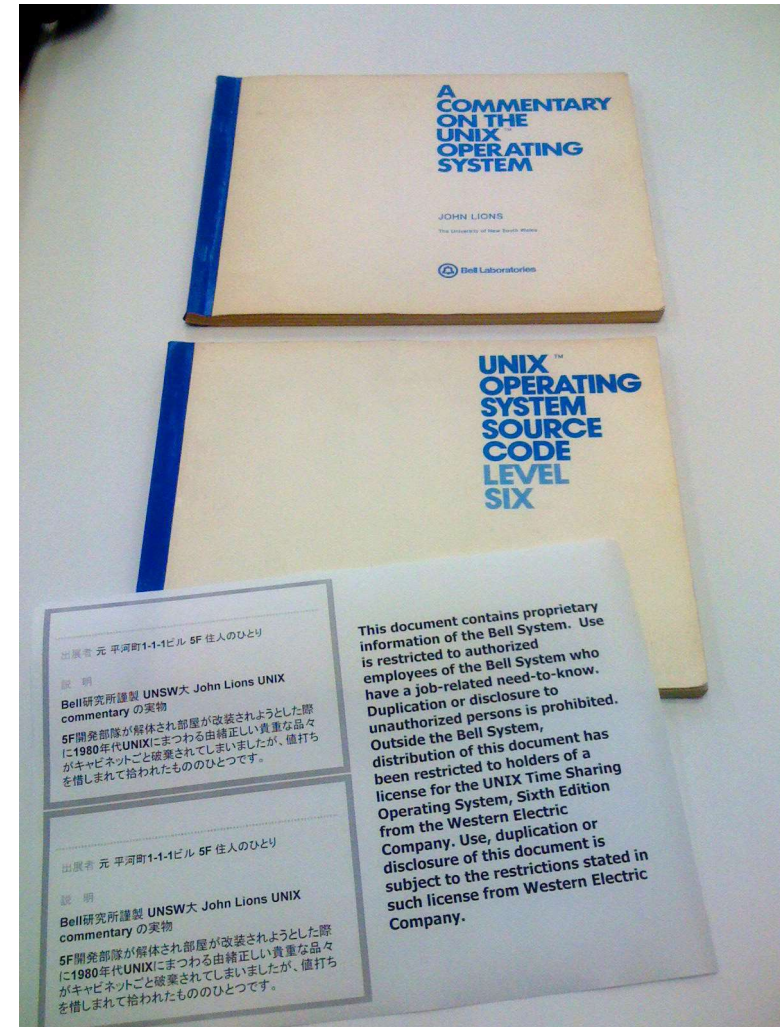 A
COMMENTARY
ON THE
UNIX™
OPERATING
SYSTEM
JOHN LIONS
The University of New South Wales
Bell Laboratories
UNIX™
OPERATING
SYSTEM
SOURCE
CODE
LEVEL
SIX
出展者 元 平河町1-1-1ビル 5F 住人のひとり
説 明
Bell研究所謹製 UNSW大 John Lions UNIX
commentary の実物
5F開発部隊が解体され部屋が改装されようとした際
に1980年代UNIXにまつわる由緒正しい貴重な品々
がキャビネットごと破棄されてしまいましたが、値打ち
を惜しまれて拾われたもののひとつです。
出展者 元 平河町1-1-1ビル 5F 住人のひとり
説 明
Bell研究所謹製 UNSW大 John Lions UNIX
commentary の実物
5F開発部隊が解体され部屋が改装されようとした際
に1980年代UNIXにまつわる由緒正しい貴重な品々
がキャビネットごと破棄されてしまいましたが、値打ち
を惜しまれて拾われたもののひとつです。
This document contains proprietary
information of the Bell System. Use
is restricted to authorized
employees of the Bell System who
have a job-related need-to-know.
Duplication or disclosure to
unauthorized persons is prohibited.
Outside the Bell System,
distribution of this document has
been restricted to holders of a
license for the UNIX Time Sharing
Operating System, Sixth Edition
from the Western Electric
Company. Use, duplication or
disclosure of this document is
subject to the restrictions stated in
such license from Western Electric
Company.